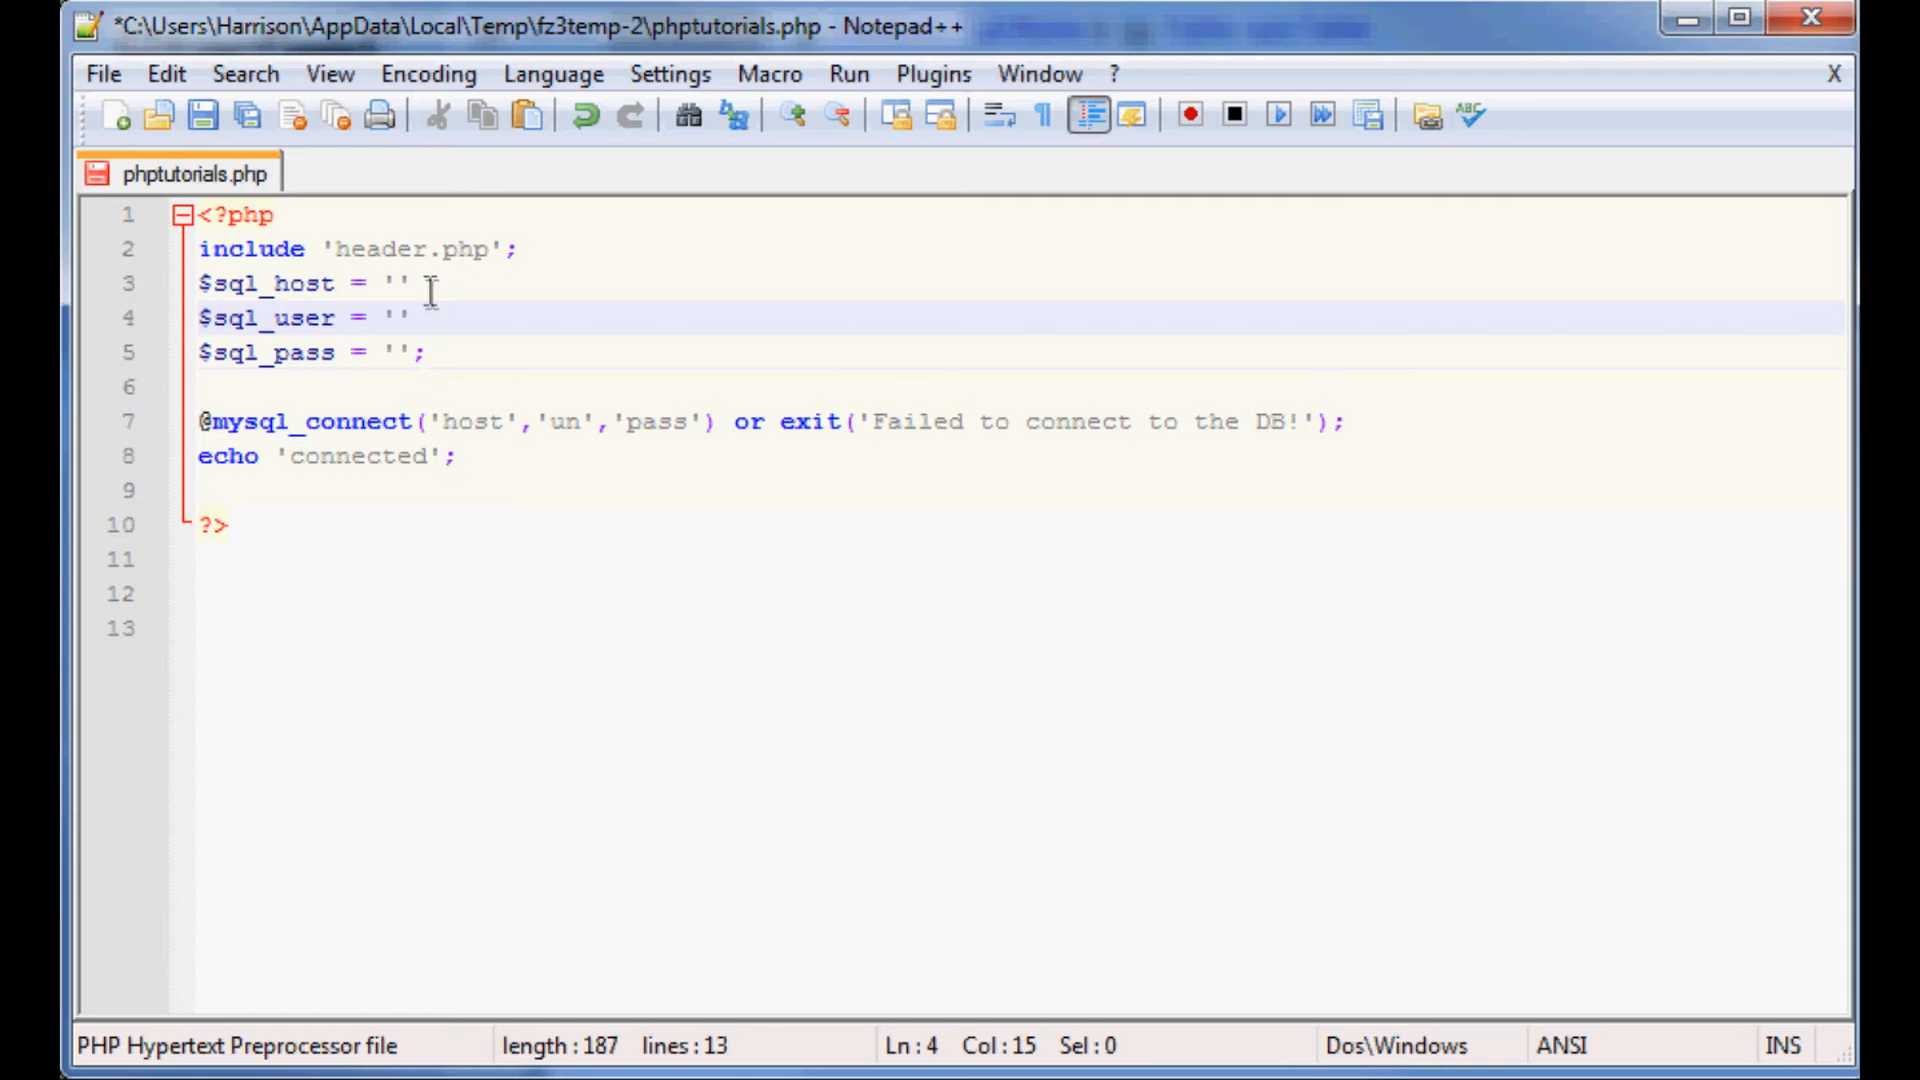 *C:\Users\Harrison\AppData\Local\Temp\fz3temp-2\phptutorials.php - Notepad++
File Edit Search View Encoding Language Settings Macro Run Plugins Window ? X
ABC
phptutorials.php
1 <?php
2 include 'header.php';
3 $sql_host = ''
4 $sql_user = ''
5 $sql_pass = '';
6
7 @mysql_connect('host','un','pass') or exit('Failed to connect to the DB!');
8 echo 'connected';
9
10 ?>
11
12
13
PHP Hypertext Preprocessor file length : 187 lines : 13 Ln : 4 Col : 15 Sel : 0 Dos\Windows ANSI INS